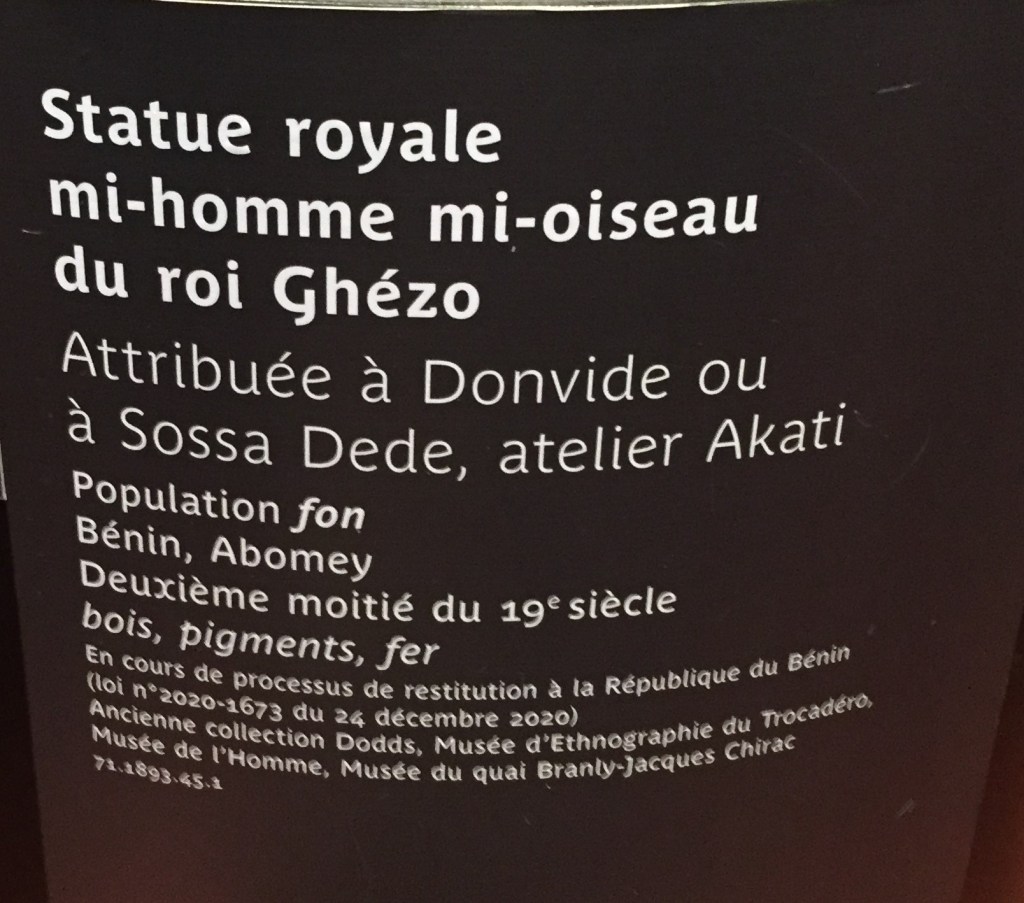 Statue royale
mi-homme mi-oiseau
du roi Ghézo
Attribuée à Donvide ou
à Sossa Dede, atelier Akati
Population fon
Bénin, Abomey
Deuxième moitié du 19e siècle
bois, pigments, fer
En cours de processus de restitution à la République du Bénin
(loi n°2020-1673 du 24 décembre 2020)
Ancienne collection Dodds, Musée d'Ethnographie du Trocadéro,
Musée de l'Homme, Musée du quai Branly-Jacques Chirac
71.1893.45.1